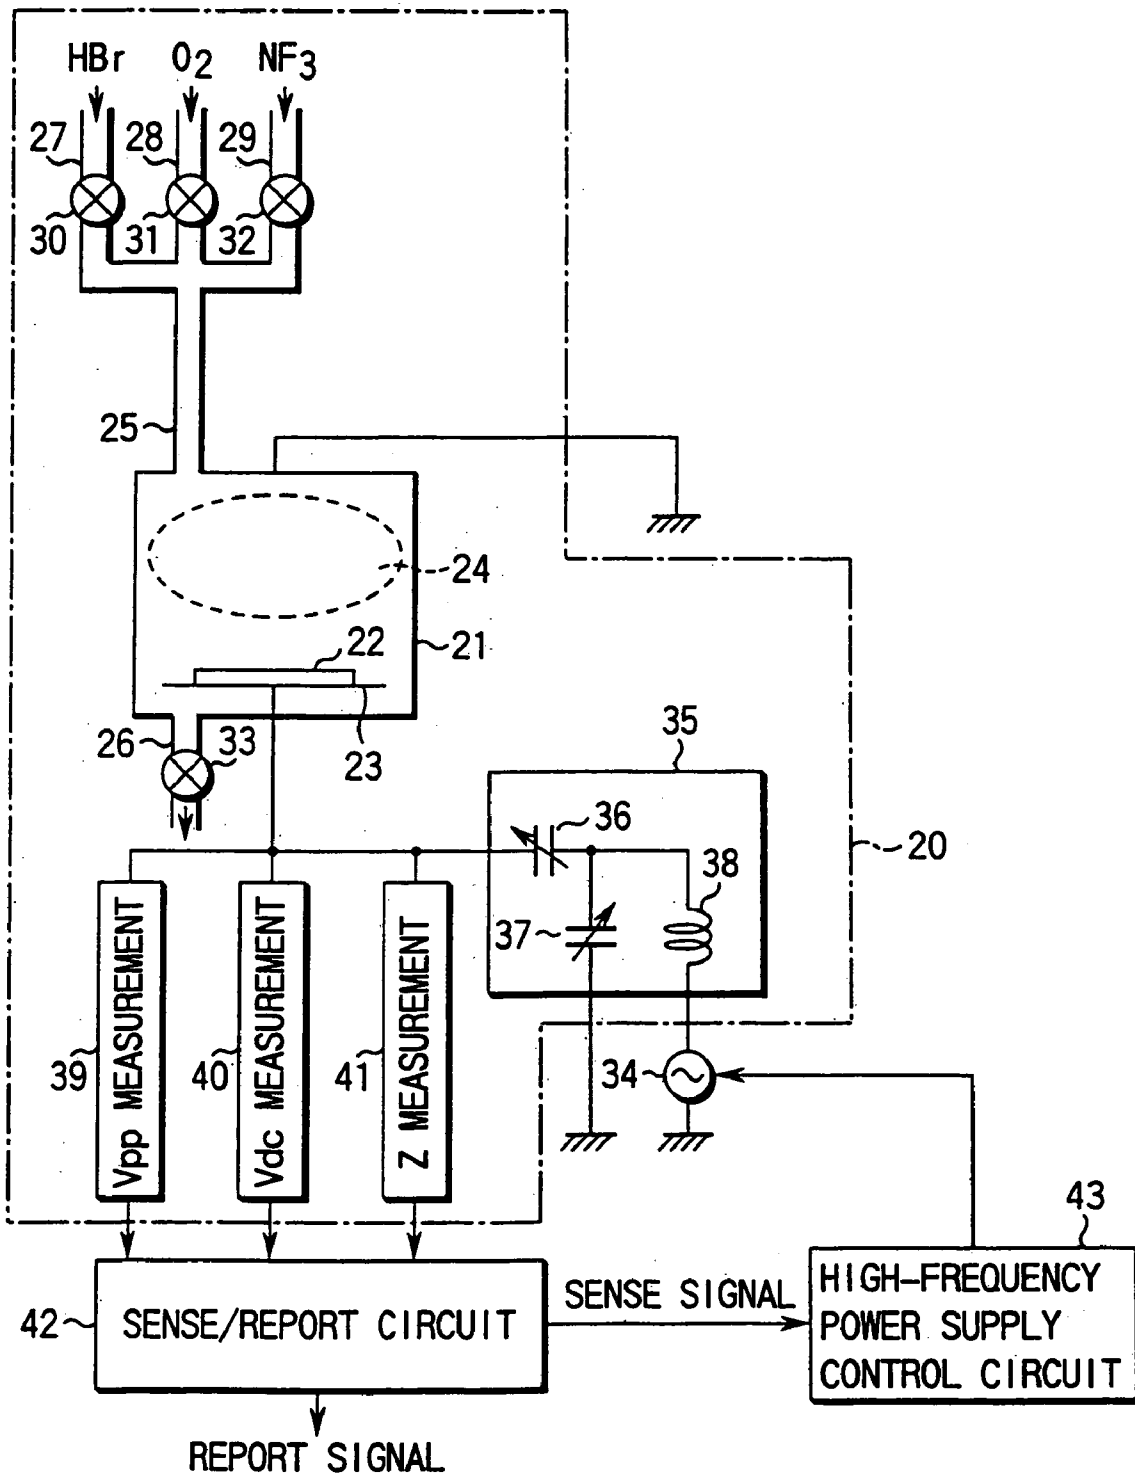 HBr O2 NF3
27 28 29
30 31 32
25
24
22 21
26 33 23 35
36
20
38
37
39 Vpp MEASUREMENT
40 Vdc MEASUREMENT
41 Z MEASUREMENT
34
43
42 SENSE/REPORT CIRCUIT
SENSE SIGNAL
HIGH-FREQUENCY
POWER SUPPLY
CONTROL CIRCUIT
REPORT SIGNAL